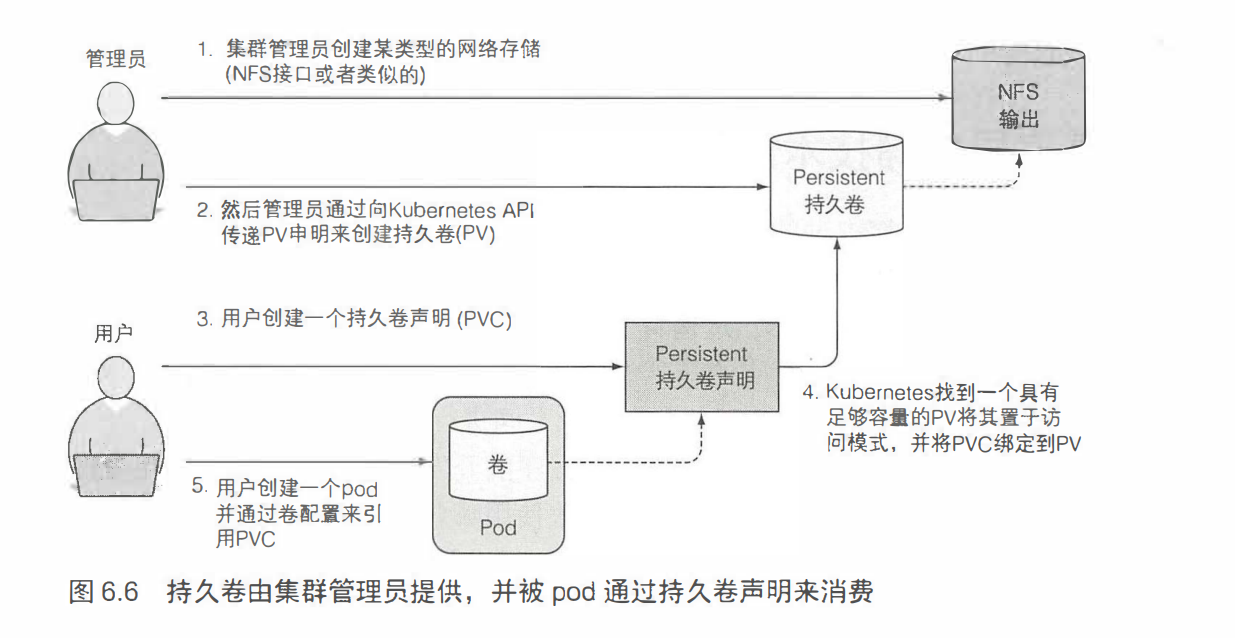 管理员
1. 集群管理员创建某类型的网络存储
(NFS接口或者类似的)
NFS
输出
Persistent
持久卷
2. 然后管理员通过向Kubernetes API
传递PV申明来创建持久卷(PV)
用户
3. 用户创建一个持久卷声明 (PVC)
Persistent
持久卷声明
4. Kubernetes找到一个具有
足够容量的PV将其置于访
问模式，并将PVC绑定到PV
卷
Pod
5. 用户创建一个pod
并通过卷配置来引
用PVC
图 6.6 持久卷由集群管理员提供，并被 pod 通过持久卷声明来消费